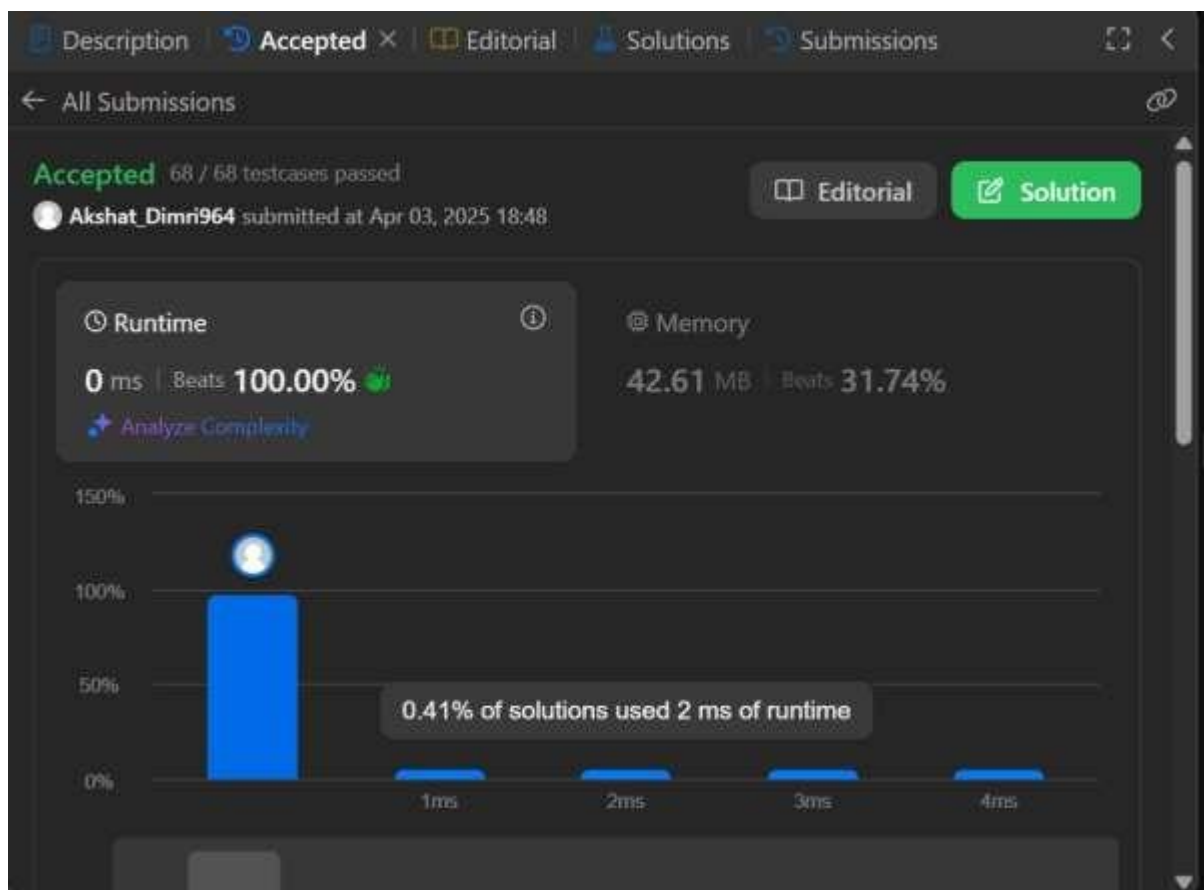 Description Accepted × Editorial Solutions Submissions
← All Submissions
Accepted 68 / 68 testcases passed
Akshat_Dimri964 submitted at Apr 03, 2025 18:48
Editorial Solution
Runtime
0 ms Beats 100.00%
Analyze Complexity
Memory
42.61 MB Beats 31.74%
150%
100%
50%
0%
0.41% of solutions used 2 ms of runtime
1ms 2ms 3ms 4ms